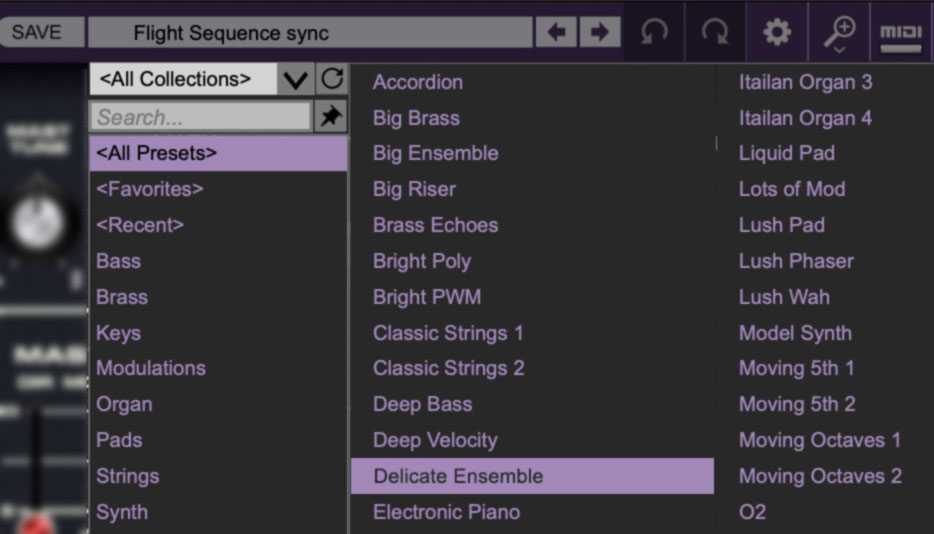 SAVE
Flight Sequence sync
MIDI
<All Collections>
Search...
<All Presets>
<Favorites>
<Recent>
Bass
Brass
Keys
Modulations
Organ
Pads
Strings
Synth
Accordion
Big Brass
Big Ensemble
Big Riser
Brass Echoes
Bright Poly
Bright PWM
Classic Strings 1
Classic Strings 2
Deep Bass
Deep Velocity
Delicate Ensemble
Electronic Piano
Itailan Organ 3
Itailan Organ 4
Liquid Pad
Lots of Mod
Lush Pad
Lush Phaser
Lush Wah
Model Synth
Moving 5th 1
Moving 5th 2
Moving Octaves 1
Moving Octaves 2
O2